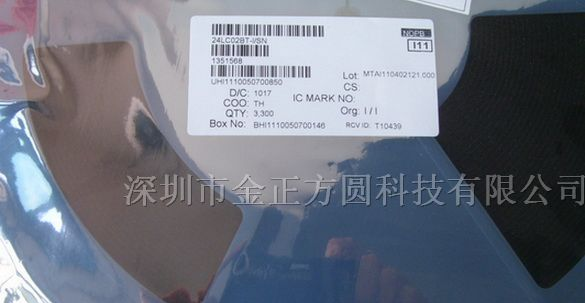 NOPB
I11
24LC02BT-I/SN
1351568
UHI1110050700850
Lot: MTAI110402121.000
CS:
D/C: 1017
IC MARK NO:
COO: TH
Org: I / I
QTY: 3,300
Box No: BHI1110050700146
RCV ID: T10439
深圳市金正方圆科技有限公司